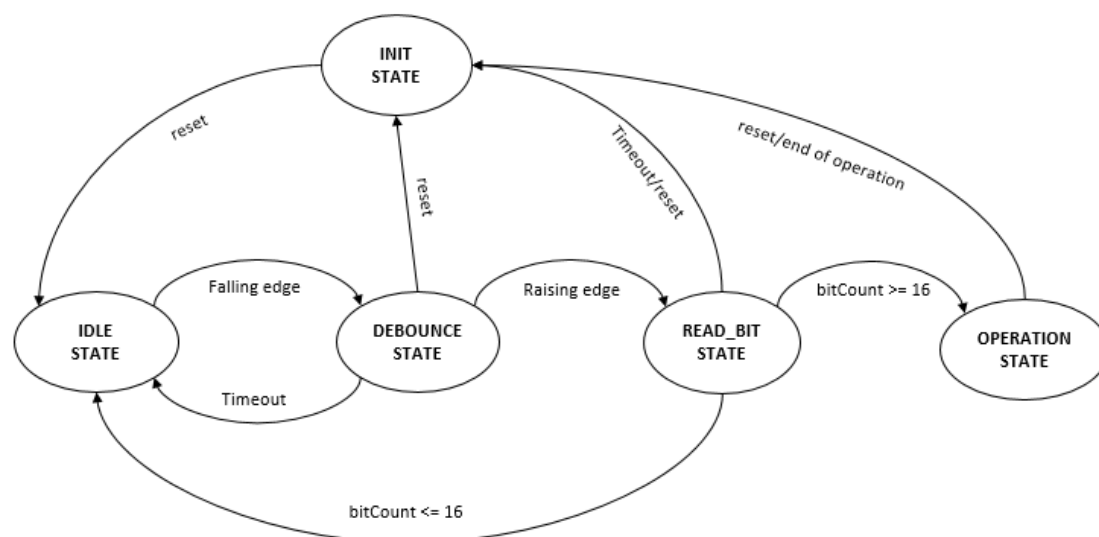 INIT
STATE
reset
reset
Timeout/reset
reset/end of operation
Falling edge
Raising edge
bitCount >= 16
IDLE
STATE
DEBOUNCE
STATE
READ_BIT
STATE
OPERATION
STATE
Timeout
bitCount <= 16